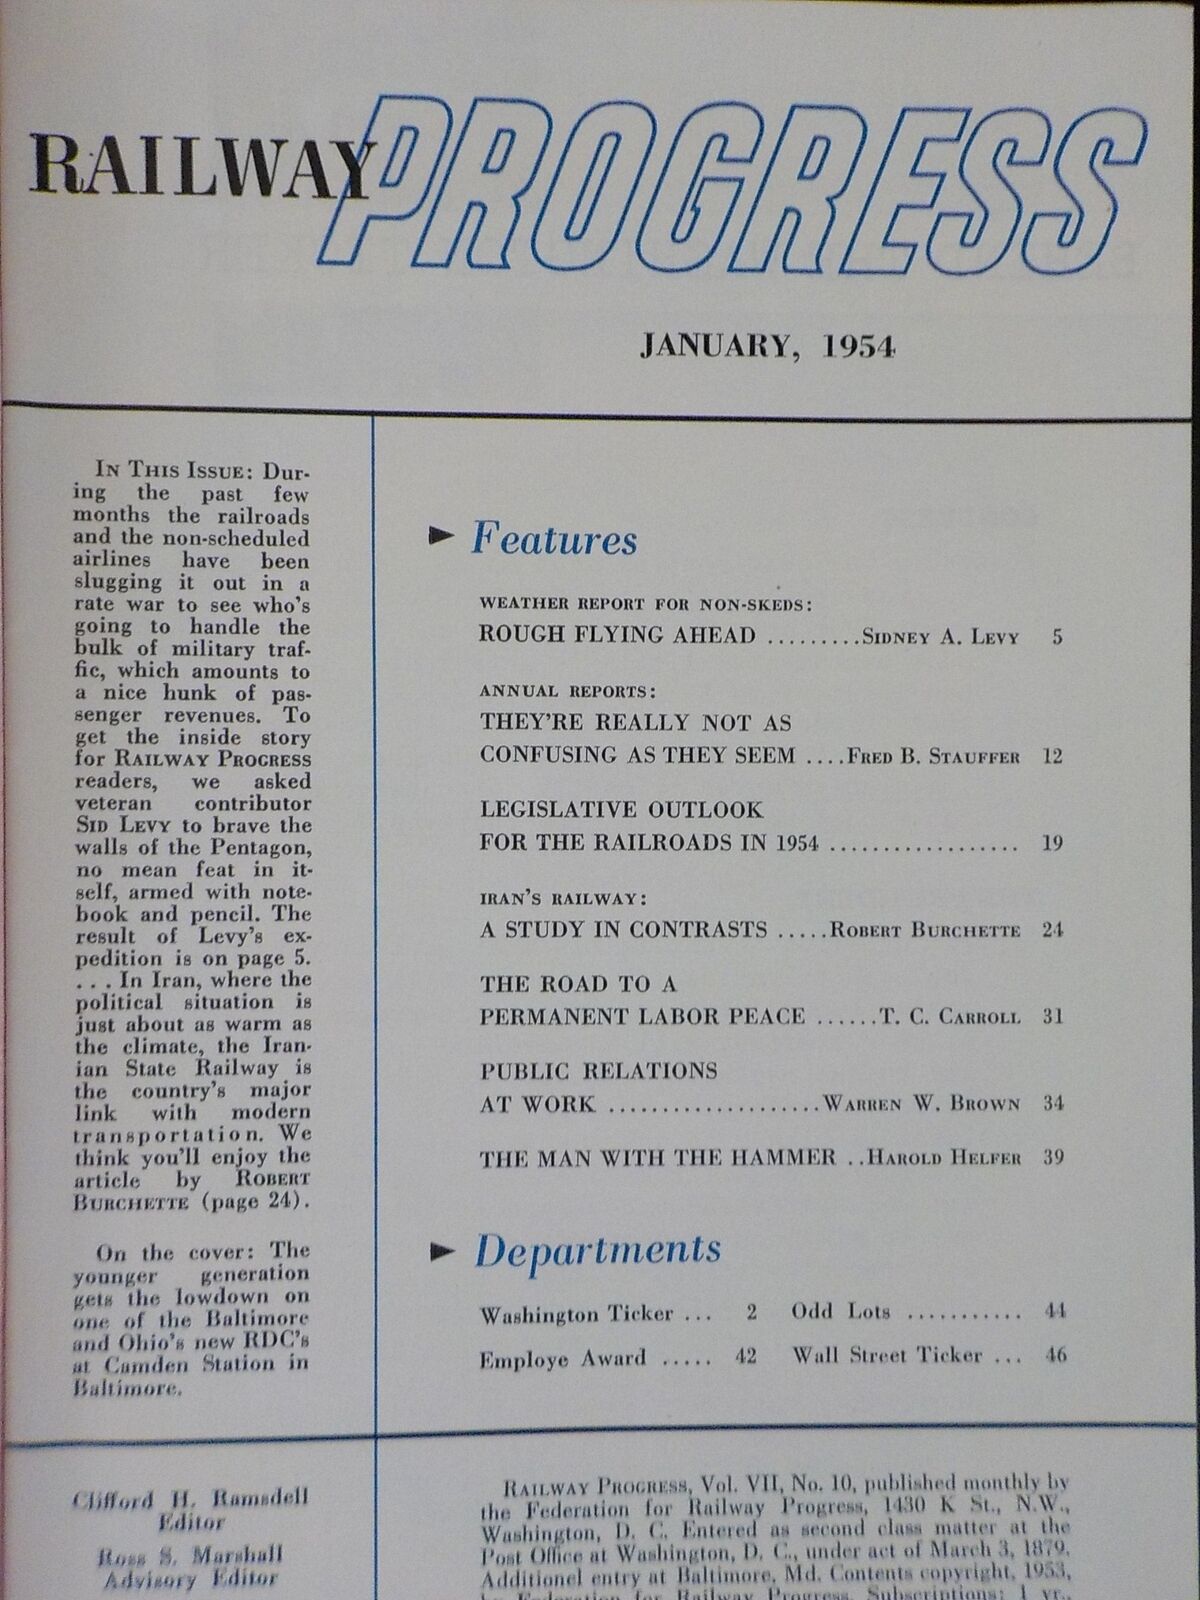 RAILWAY PROGRESS
JANUARY, 1954
IN THIS ISSUE: Dur-
ing the past few
months the railroads
and the non-scheduled
airlines have been
slugging it out in a
rate war to see who's
going to handle the
bulk of military traf-
fic, which amounts to
a nice hunk of pas-
senger revenues. To
get the inside story
for RAILWAY PROGRESS
readers, we asked
veteran contributor
SID LEVY to brave the
walls of the Pentagon,
no mean feat in it-
self, armed with note-
book and pencil. The
result of Levy's ex-
pedition is on page 5.
. . . In Iran, where the
political situation is
just about as warm as
the climate, the Iran-
ian State Railway is
the country's major
link with modern
transportation. We
think you'll enjoy the
article by ROBERT
BURCHETTE (page 24).
On the cover: The
younger generation
gets the lowdown on
one of the Baltimore
and Ohio's new RDC's
at Camden Station in
Baltimore.
► Features
WEATHER REPORT FOR NON-SKEDS:
ROUGH FLYING AHEAD .........SIDNEY A. LEVY 5
ANNUAL REPORTS:
THEY'RE REALLY NOT AS
CONFUSING AS THEY SEEM ....FRED B. STAUFFER 12
LEGISLATIVE OUTLOOK
FOR THE RAILROADS IN 1954 .................. 19
IRAN'S RAILWAY:
A STUDY IN CONTRASTS .....ROBERT BURCHETTE 24
THE ROAD TO A
PERMANENT LABOR PEACE ......T. C. CARROLL 31
PUBLIC RELATIONS
AT WORK ....................WARREN W. BROWN 34
THE MAN WITH THE HAMMER ..HAROLD HELFER 39
► Departments
Washington Ticker ... 2 Odd Lots ........... 44
Employe Award ..... 42 Wall Street Ticker ... 46
Clifford H. Ramsdell
Editor
Ross S. Marshall
Advisory Editor
RAILWAY PROGRESS, Vol. VII, No. 10, published monthly by
the Federation for Railway Progress, 1430 K St., N.W.,
Washington, D. C. Entered as second class matter at the
Post Office at Washington, D. C., under act of March 3, 1879.
Additionel entry at Baltimore, Md. Contents copyright, 1953,
by Federation for Railway Progress. Subscriptions: 1 yr.,